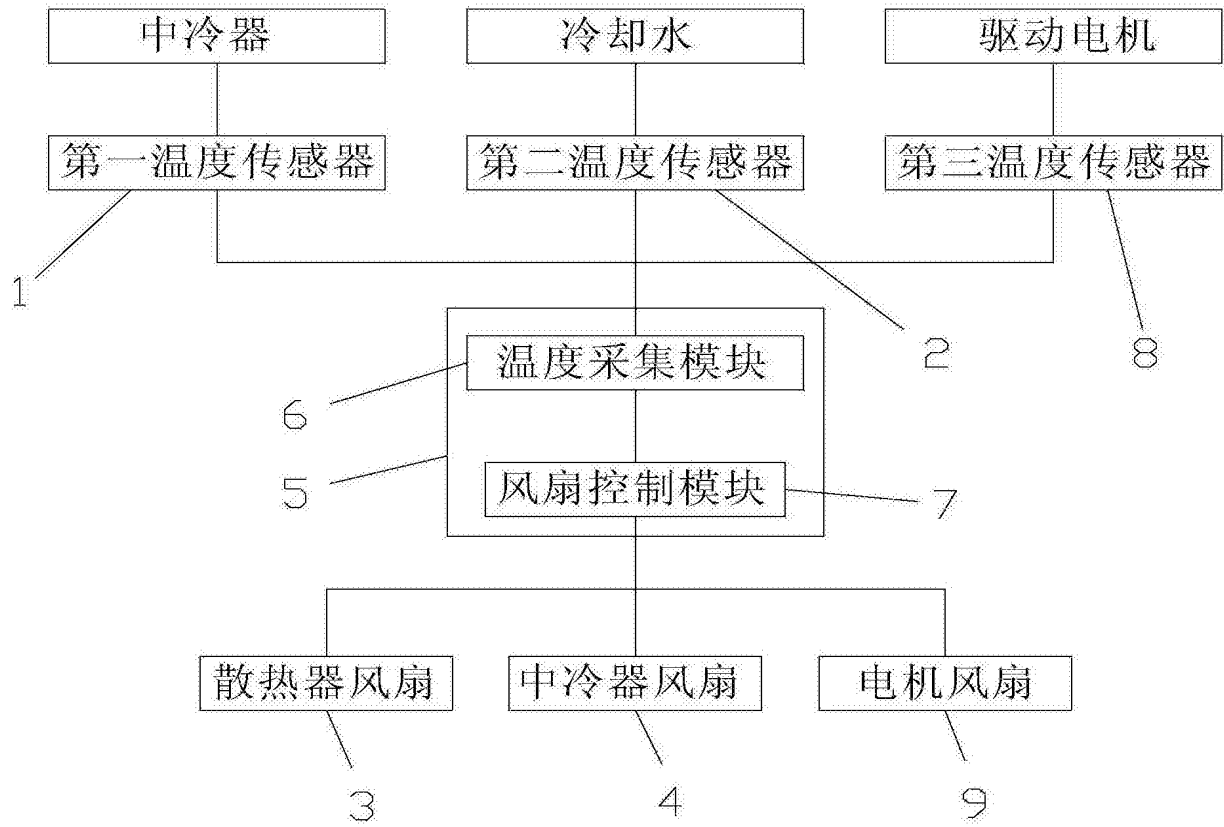 中冷器
冷却水
驱动电机
第一温度传感器
第二温度传感器
第三温度传感器
1
2
8
温度采集模块
6
5
风扇控制模块
7
散热器风扇
中冷器风扇
电机风扇
3
4
9